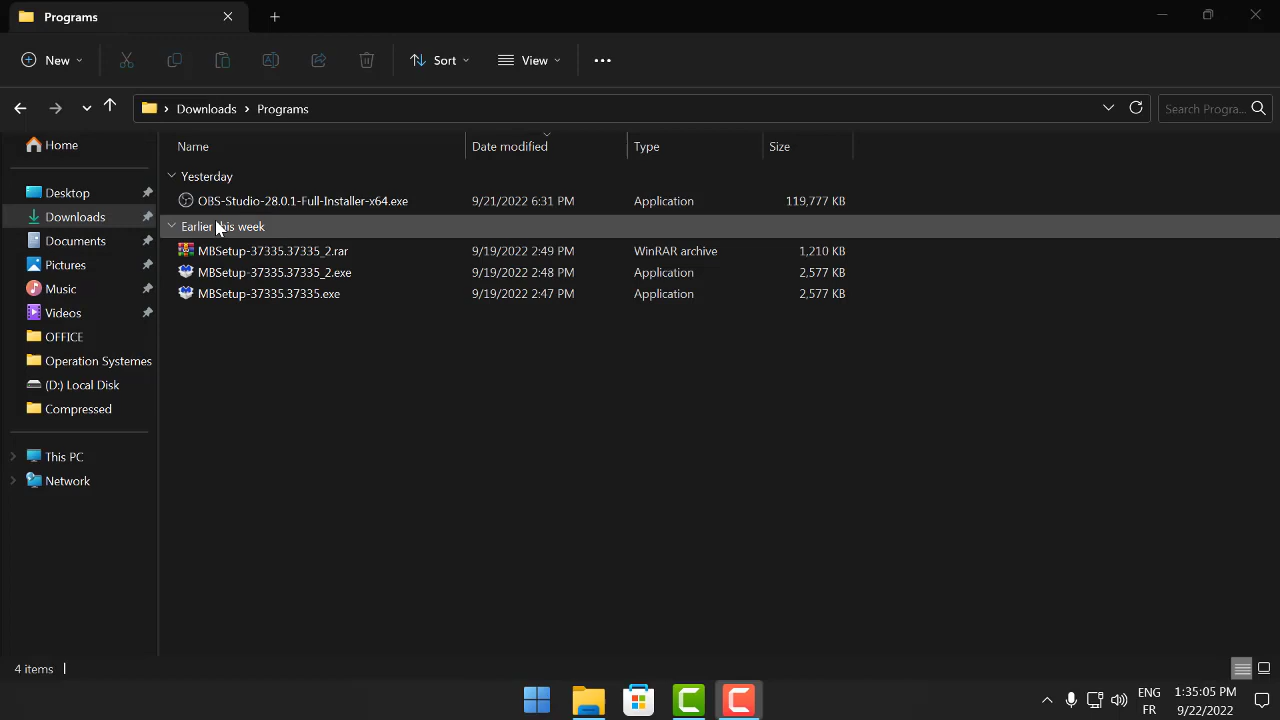 Programs
New Sort View
Downloads Programs Search Progra...
Home
Desktop
Downloads
Documents
Pictures
Music
Videos
OFFICE
Operation Systemes
(D:) Local Disk
Compressed
This PC
Network
Name Date modified Type Size
Yesterday
OBS-Studio-28.0.1-Full-Installer-x64.exe 9/21/2022 6:31 PM Application 119,777 KB
Earlier this week
MBSetup-37335.37335_2.rar 9/19/2022 2:49 PM WinRAR archive 1,210 KB
MBSetup-37335.37335_2.exe 9/19/2022 2:48 PM Application 2,577 KB
MBSetup-37335.37335.exe 9/19/2022 2:47 PM Application 2,577 KB
4 items
ENG 1:35:05 PM
FR 9/22/2022